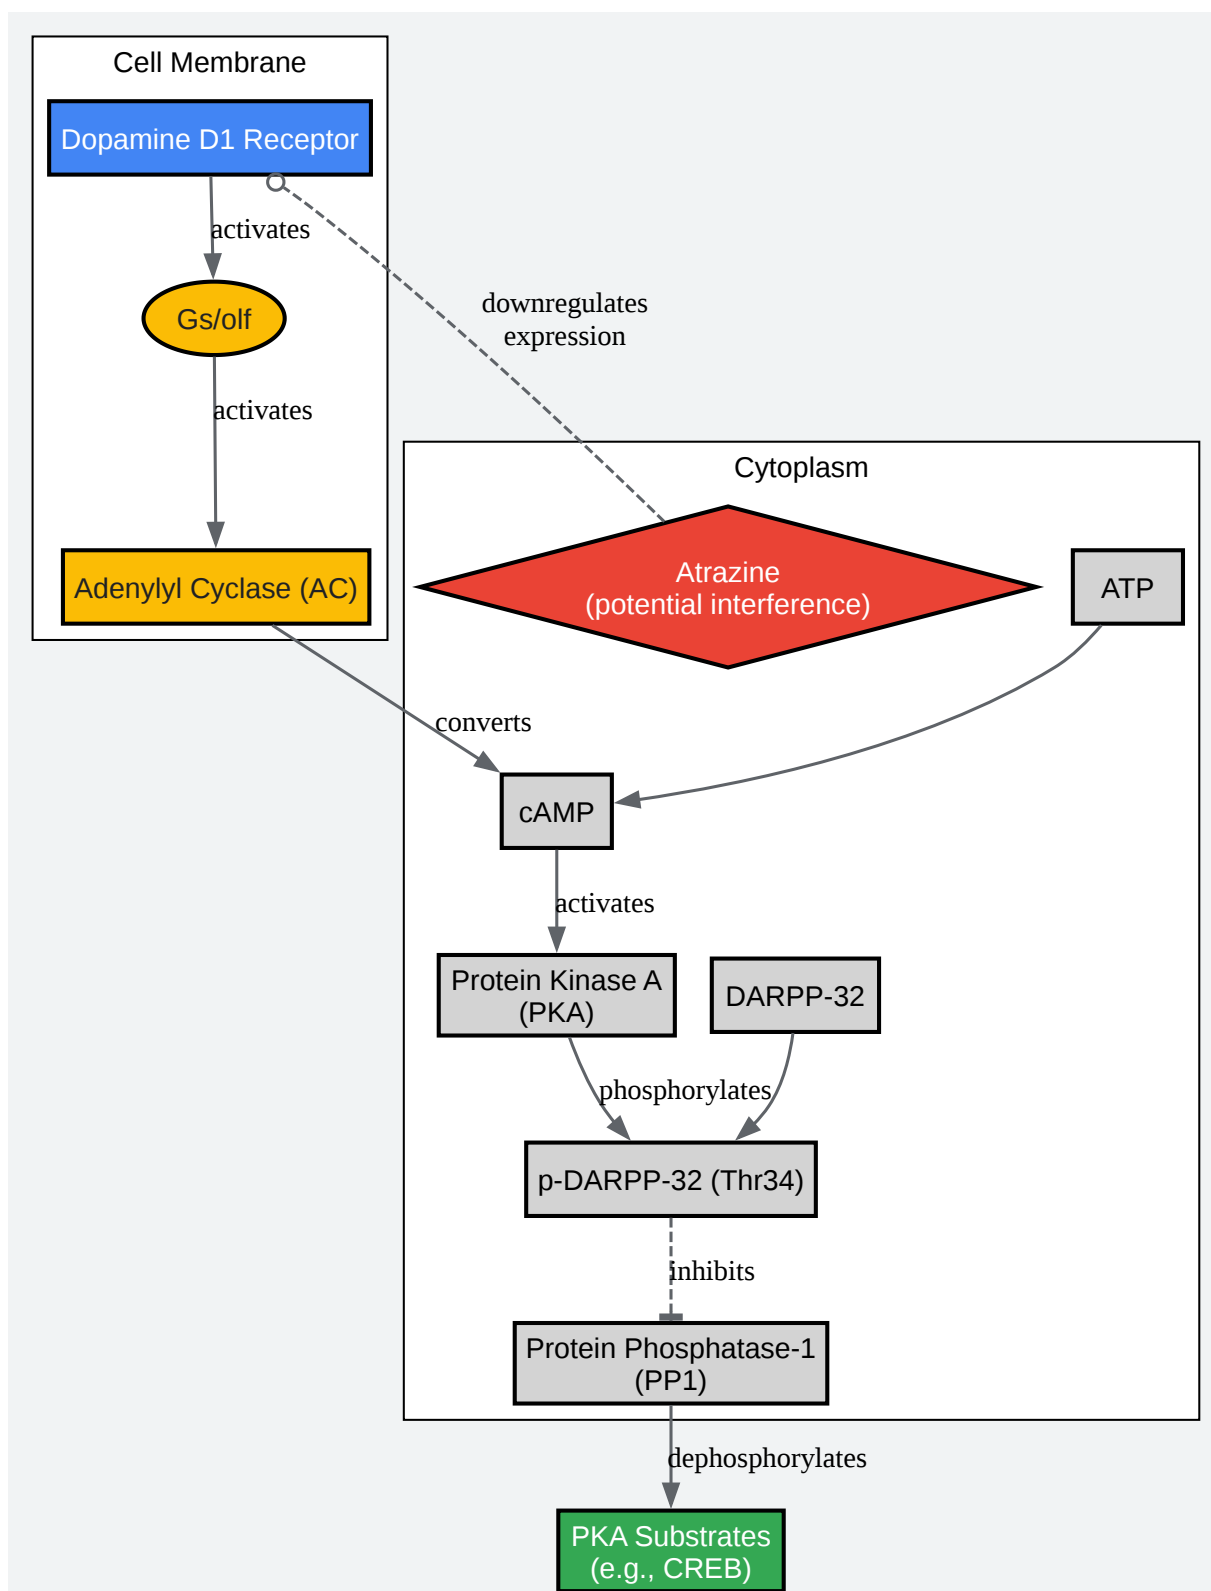 Cell Membrane
Dopamine D1 Receptor
activates
downregulates
expression
Gs/olf
activates
Cytoplasm
Atrazine
(potential interference)
ATP
Adenylyl Cyclase (AC)
converts
cAMP
activates
Protein Kinase A
(PKA)
DARPP-32
phosphorylates
p-DARPP-32 (Thr34)
inhibits
Protein Phosphatase-1
(PP1)
dephosphorylates
PKA Substrates
(e.g., CREB)